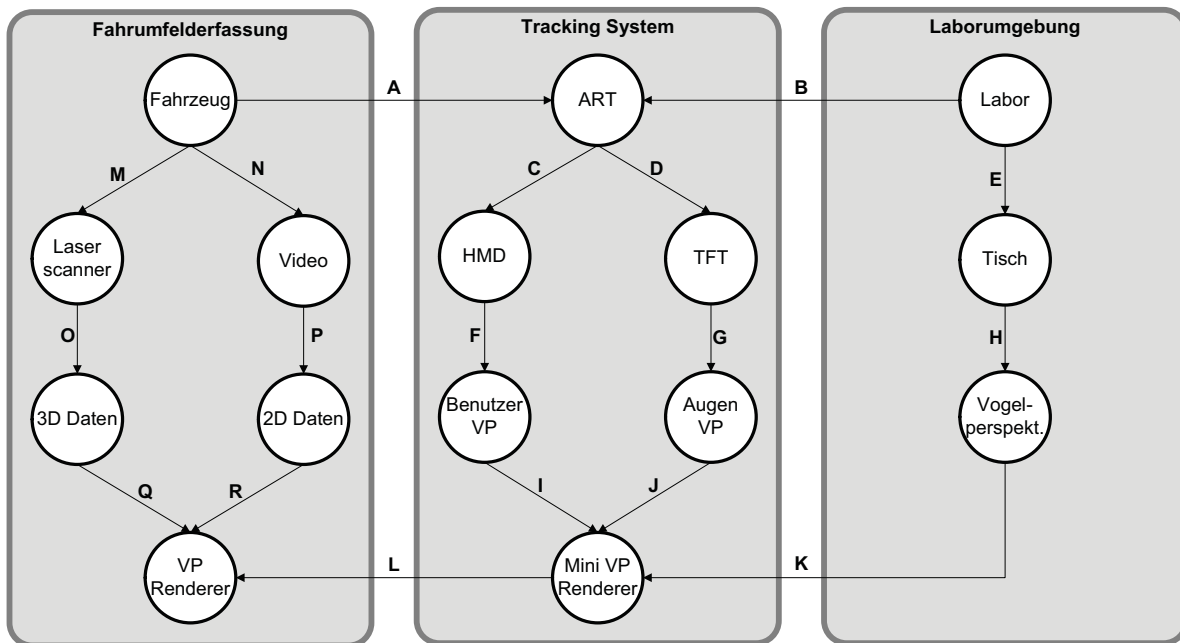 Fahrumfelderfassung
Tracking System
Laborumgebung
Fahrzeug
A
ART
B
Labor
M
N
C
D
E
Laser
scanner
Video
HMD
TFT
Tisch
O
P
F
G
H
3D Daten
2D Daten
Benutzer
VP
Augen
VP
Vogel-
perspekt.
Q
R
I
J
VP
Renderer
L
Mini VP
Renderer
K